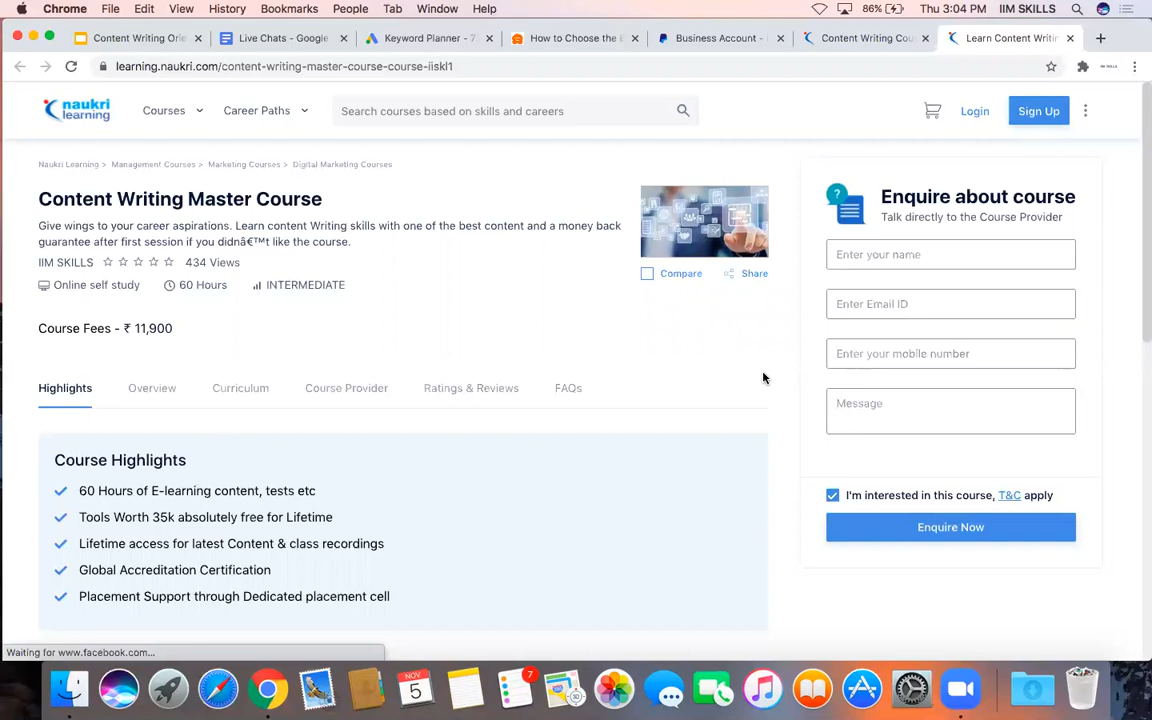 Chrome File Edit View History Bookmarks People Tab Window Help 86% Thu 3:04 PM IIM SKILLS
Content Writing Orie Live Chats - Google Keyword Planner - 7 How to Choose the B Business Account - Content Writing Cou Learn Content Writin
learning.naukri.com/content-writing-master-course-course-iiskl1
naukri learning Courses Career Paths Search courses based on skills and careers Login Sign Up
Naukri Learning > Management Courses > Marketing Courses > Digital Marketing Courses
Content Writing Master Course
Give wings to your career aspirations. Learn content Writing skills with one of the best content and a money back
guarantee after first session if you didnâ€™t like the course.
IIM SKILLS 434 Views
Compare Share
Online self study 60 Hours INTERMEDIATE
Course Fees - ₹ 11,900
Highlights Overview Curriculum Course Provider Ratings & Reviews FAQs
Course Highlights
60 Hours of E-learning content, tests etc
Tools Worth 35k absolutely free for Lifetime
Lifetime access for latest Content & class recordings
Global Accreditation Certification
Placement Support through Dedicated placement cell
? Enquire about course
Talk directly to the Course Provider
Enter your name
Enter Email ID
Enter your mobile number
Message
I'm interested in this course, T&C apply
Enquire Now
Waiting for www.facebook.com...
NOV
5
7